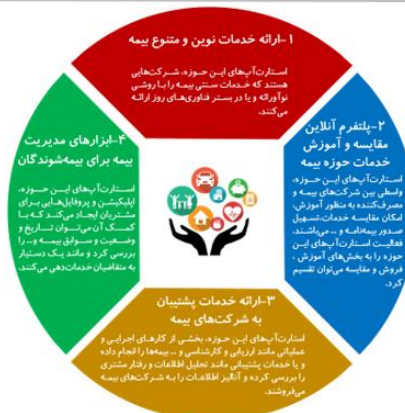 ۱-ارائه خدمات نوین و متنوع بیمه
استارت‌آپ‌های این حوزه، شرکت‌هایی
هستند که خدمات سنتی بیمه را با روشی
نوآورانه و یا در بستر فناوری‌های روز ارائه
می‌کنند.
۲-پلتفرم آنلاین
مقایسه و آموزش
خدمات حوزه بیمه
استارت‌آپ‌های این حوزه،
واسطی بین شرکت‌های بیمه و
مصرف‌کننده به منظور آموزش،
امکان مقایسه خدمات،تسهیل
صدور بیمه‌نامه و ... می‌باشند.
فعالیت استارت‌آپ‌های این
حوزه را به بخش‌های آموزش ،
فروش و مقایسه می‌توان تقسیم
کرد.
۳-ارائه خدمات پشتیبان
به شرکت‌های بیمه
استارت‌آپ‌های این حوزه، بخشی از کارهای اجرایی و
عملیاتی مانند ارزیابی و کارشناسی و ... بیمه‌ها را انجام داده
و یا خدمات پشتیبانی مانند تحلیل اطلاعات و رفتار مشتری
را بررسی کرده و آنالیز اطلاعات را به شرکت‌های بیمه
می‌فروشند.
۴-ابزارهای مدیریت
بیمه برای بیمه‌شوندگان
استارت‌آپ‌های این حوزه،
اپلیکیشن و پروفایل‌هایی برای
مشتریان ایجاد می‌کند که با
کمک آن می‌توان تاریخ و
وضعیت و سوابق بیمه و.. را
بررسی کرد و مانند یک دستیار
به متقاضیان خدمات‌دهی می‌کنند.